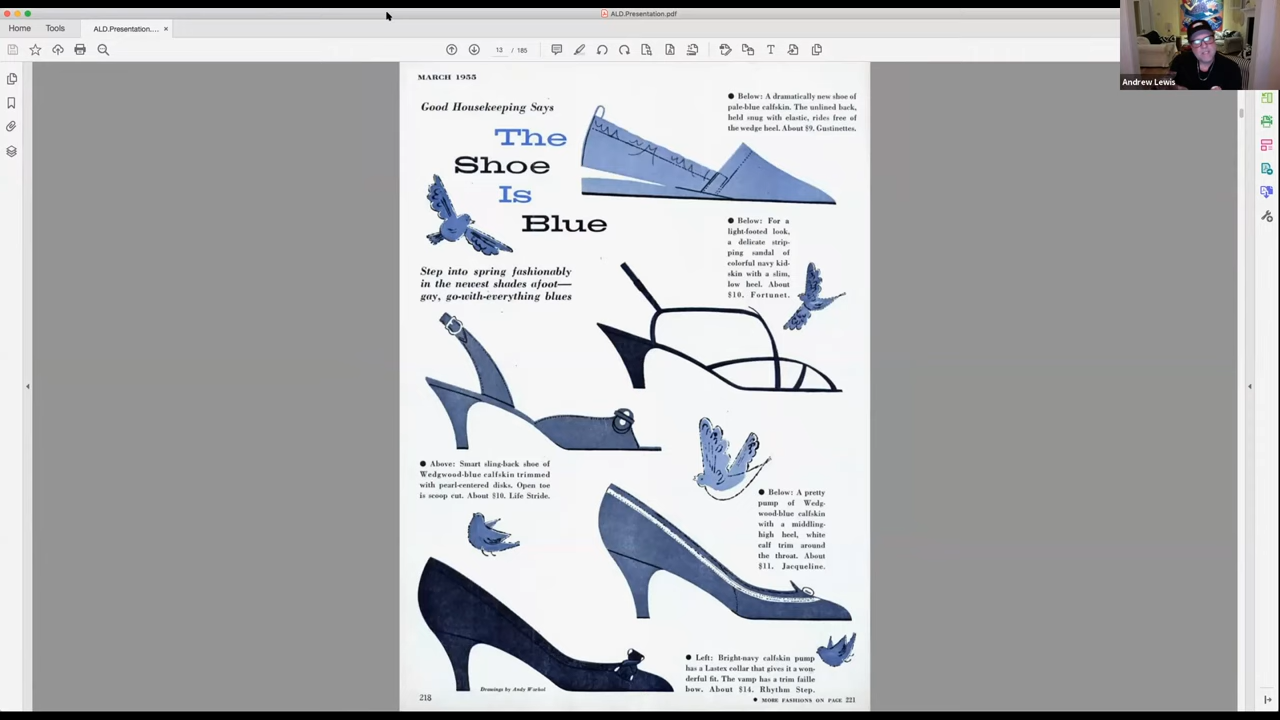 ALD.Presentation.pdf
Home
Tools
ALD.Presentation....
13 / 185
Andrew Lewis
MARCH 1955
Good Housekeeping Says
The
Shoe
Is
Blue
Step into spring fashionably
in the newest shades afoot—
gay, go-with-everything blues
Below: A dramatically new shoe of
pale-blue calfskin. The unlined back,
held snug with elastic, rides free of
the wedge heel. About $9. Gustinettes.
Below: For a
light-footed look,
a delicate strip-
ping sandal of
colorful navy kid-
skin with a slim,
low heel. About
$10. Fortunet.
Above: Smart sling-back shoe of
Wedgwood-blue calfskin trimmed
with pearl-centered disks. Open toe
is scoop cut. About $10. Life Stride.
Below: A pretty
pump of Wedg-
wood-blue calfskin
with a middling-
high heel, white
calf trim around
the throat. About
$11. Jacqueline.
Left: Bright-navy calfskin pump
has a Lastex collar that gives it a won-
derful fit. The vamp has a trim faille
bow. About $14. Rhythm Step.
Drawings by Andy Warhol
218
MORE FASHIONS ON PAGE 221